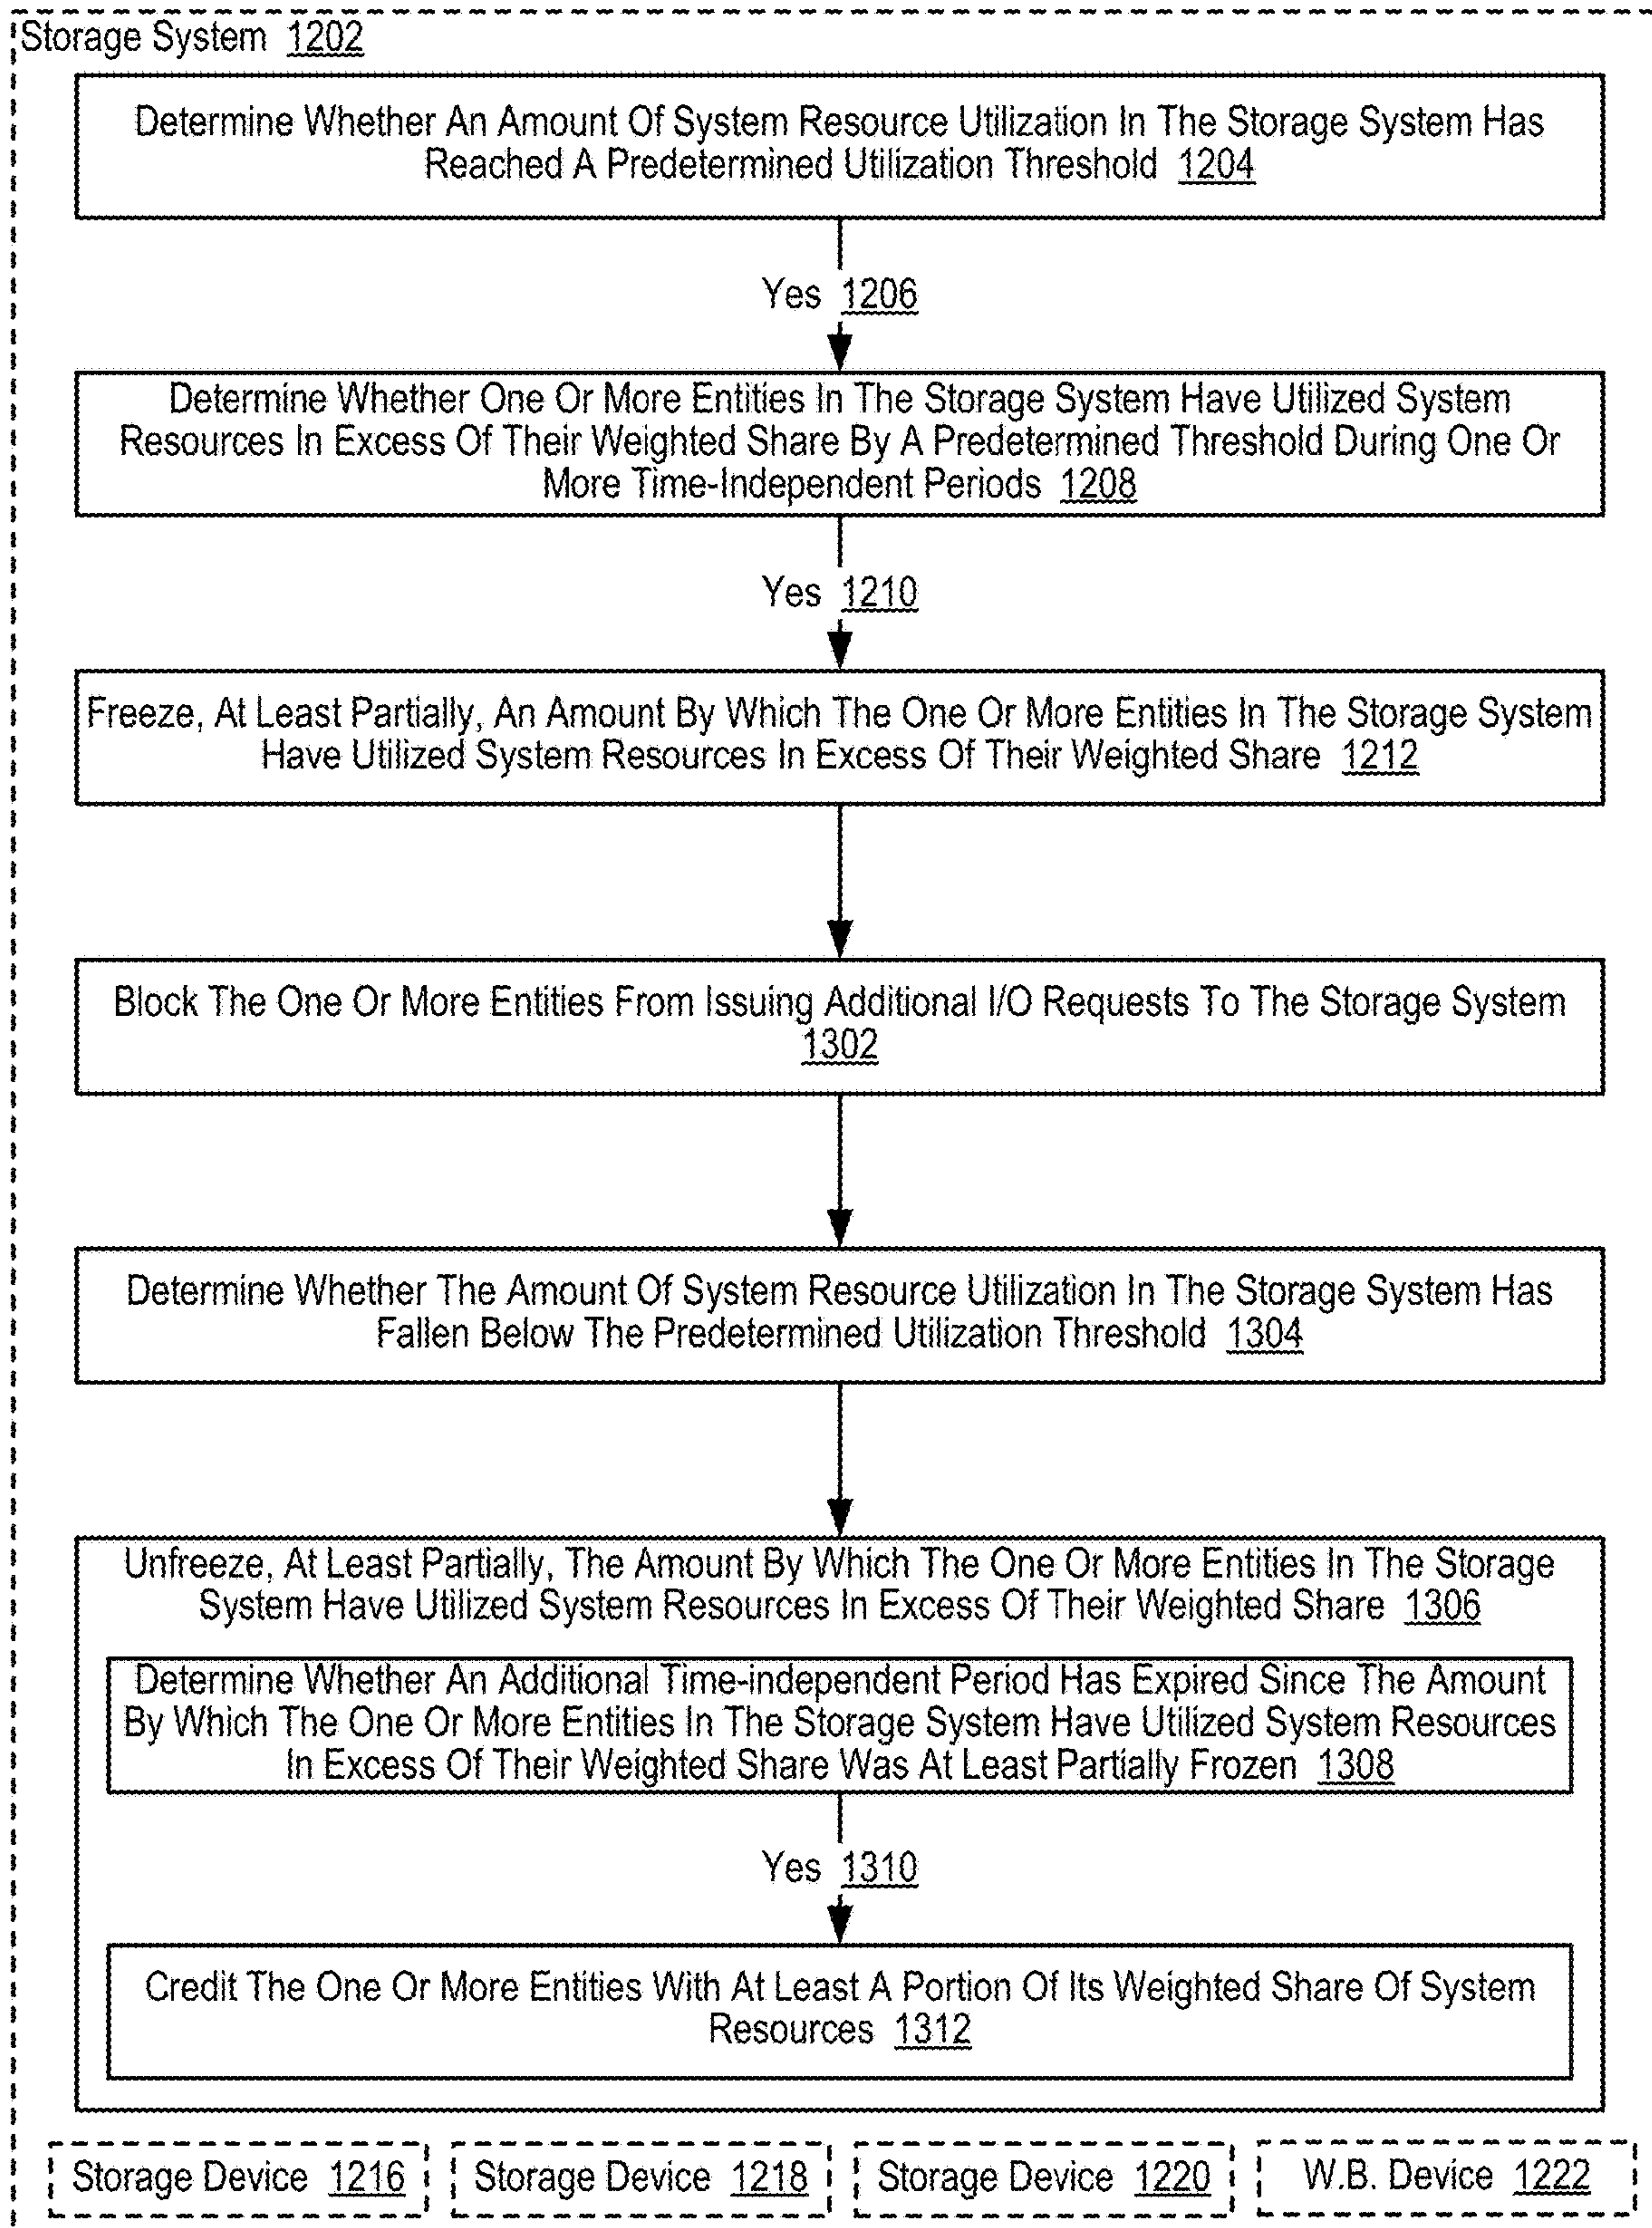 Storage System 1202
Determine Whether An Amount Of System Resource Utilization In The Storage System Has
Reached A Predetermined Utilization Threshold 1204
Yes 1206
Determine Whether One Or More Entities In The Storage System Have Utilized System
Resources In Excess Of Their Weighted Share By A Predetermined Threshold During One Or
More Time-Independent Periods 1208
Yes 1210
Freeze, At Least Partially, An Amount By Which The One Or More Entities In The Storage System
Have Utilized System Resources In Excess Of Their Weighted Share 1212
Block The One Or More Entities From Issuing Additional I/O Requests To The Storage System
1302
Determine Whether The Amount Of System Resource Utilization In The Storage System Has
Fallen Below The Predetermined Utilization Threshold 1304
Unfreeze, At Least Partially, The Amount By Which The One Or More Entities In The Storage
System Have Utilized System Resources In Excess Of Their Weighted Share 1306
Determine Whether An Additional Time-independent Period Has Expired Since The Amount
By Which The One Or More Entities In The Storage System Have Utilized System Resources
In Excess Of Their Weighted Share Was At Least Partially Frozen 1308
Yes 1310
Credit The One Or More Entities With At Least A Portion Of Its Weighted Share Of System
Resources 1312
Storage Device 1216 Storage Device 1218 Storage Device 1220 W.B. Device 1222